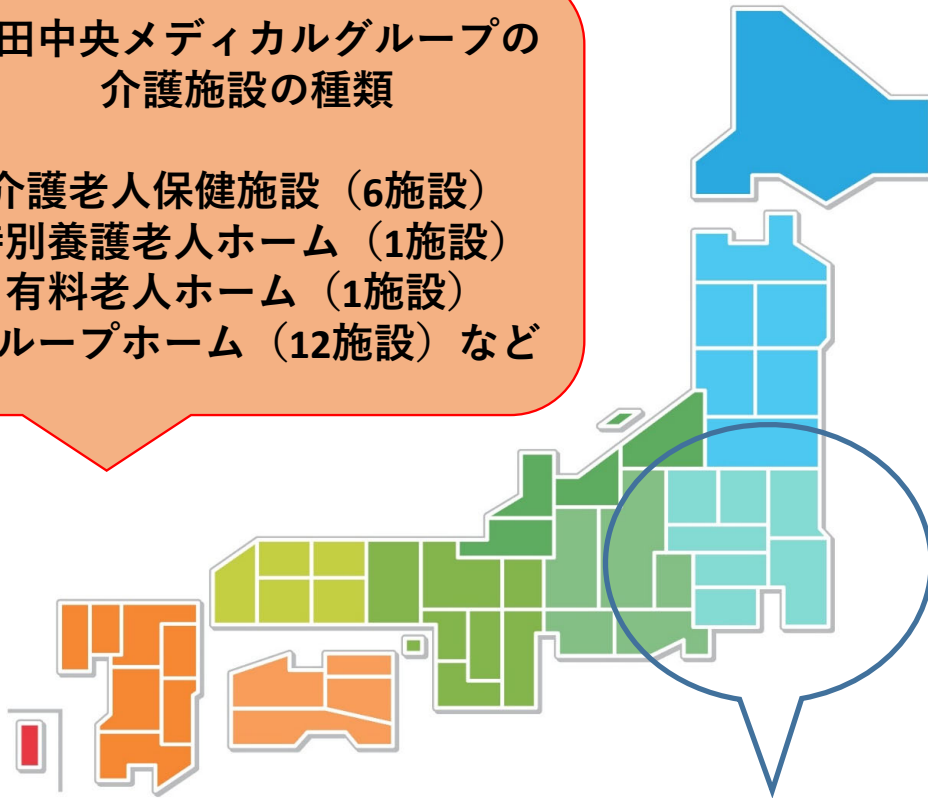 田中央メディカルグループの
介護施設の種類
介護老人保健施設（6施設）
別養護老人ホーム（1施設）
有料老人ホーム（1施設）
ループホーム（12施設）など